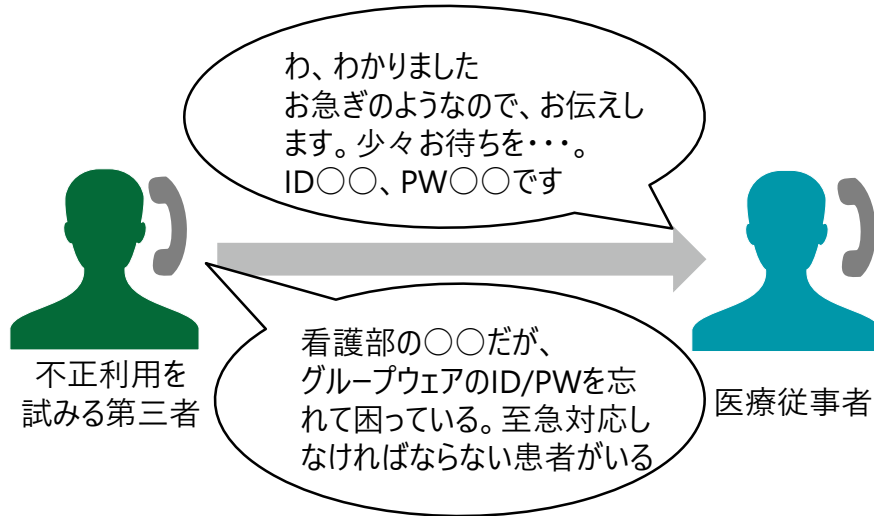 わ、わかりました
お急ぎのようなので、お伝えし
ます。少々お待ちを・・・。
ID○○、PW○○です
看護部の○○だが、
グループウェアのID/PWを忘
れて困っている。至急対応し
なければならない患者がいる
不正利用を
試みる第三者
医療従事者